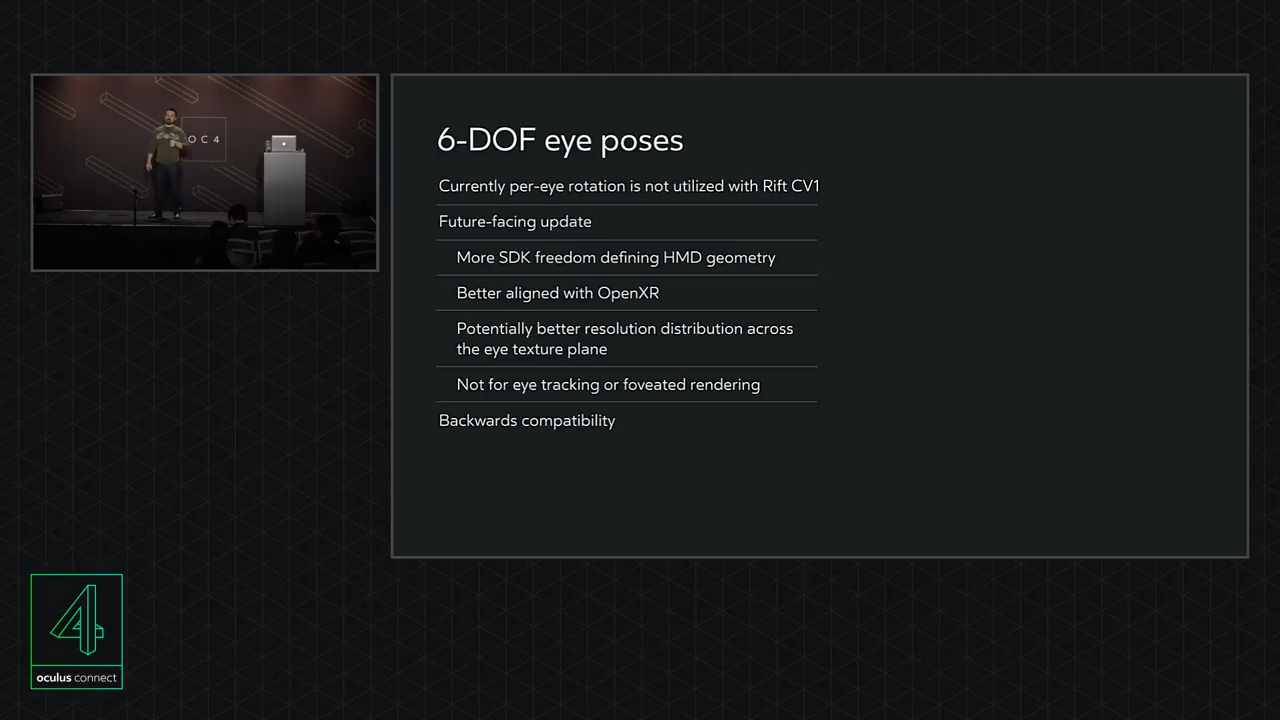 OC4
6-DOF eye poses
Currently per-eye rotation is not utilized with Rift CV1
Future-facing update
More SDK freedom defining HMD geometry
Better aligned with OpenXR
Potentially better resolution distribution across
the eye texture plane
Not for eye tracking or foveated rendering
Backwards compatibility
4
oculus connect